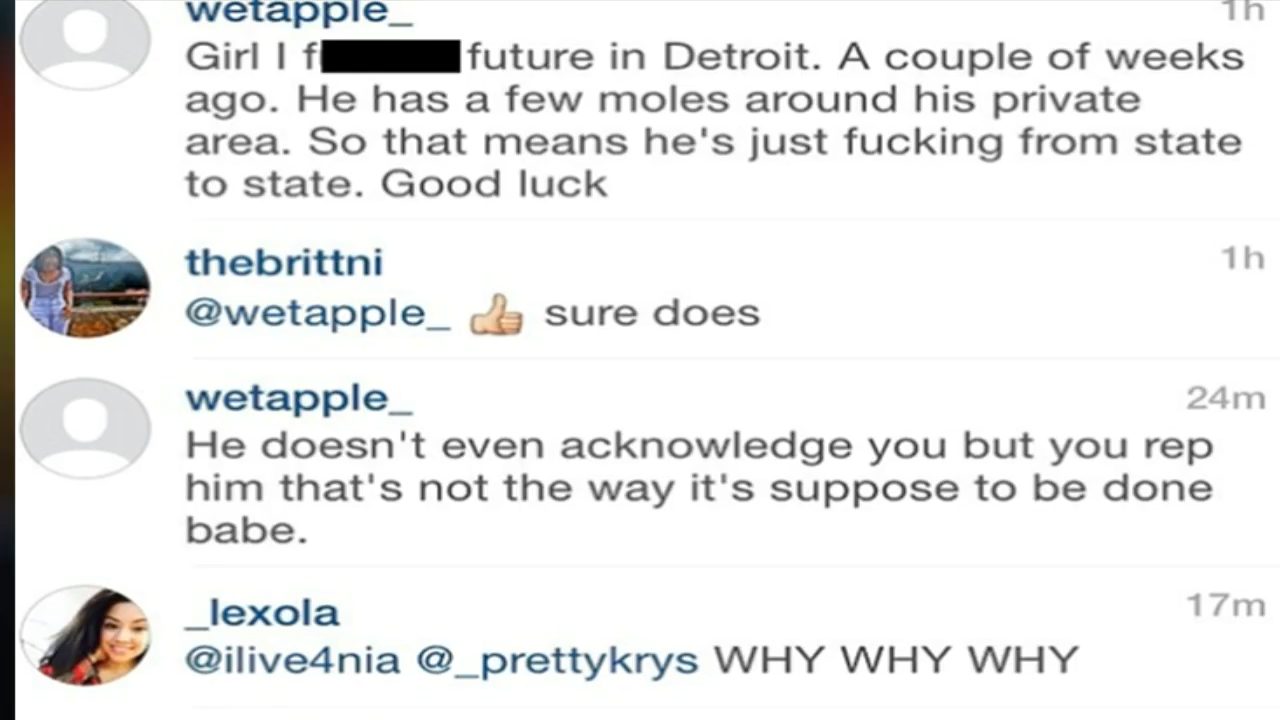 wetapple_ 1h
Girl I f future in Detroit. A couple of weeks
ago. He has a few moles around his private
area. So that means he's just fucking from state
to state. Good luck
thebrittni 1h
@wetapple_ 👍🏼 sure does
wetapple_ 24m
He doesn't even acknowledge you but you rep
him that's not the way it's suppose to be done
babe.
_lexola 17m
@ilive4nia @_prettykrys WHY WHY WHY